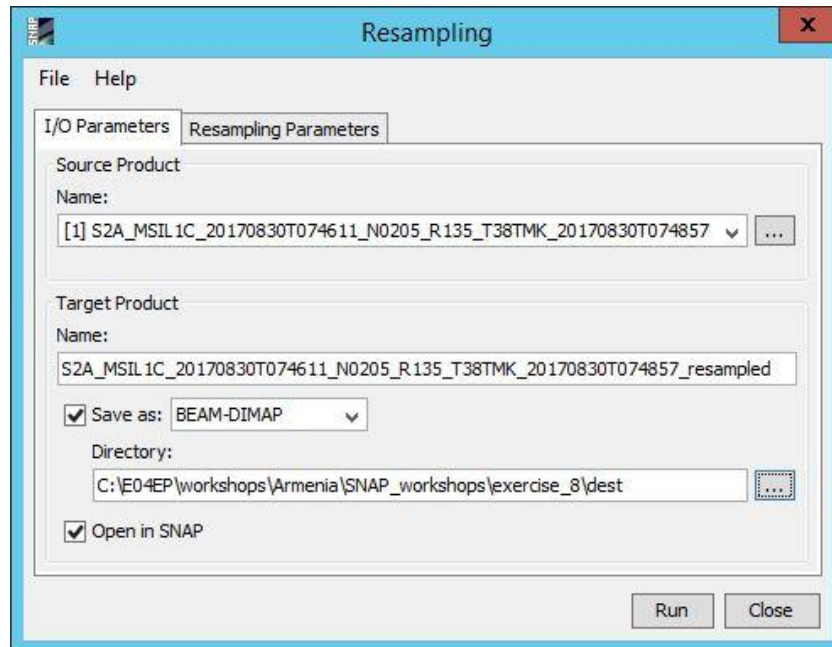 SNAP
Resampling
x
File Help
I/O Parameters Resampling Parameters
Source Product
Name:
[1] S2A_MSIL1C_20170830T074611_N0205_R135_T38TMK_20170830T074857 ...
Target Product
Name:
S2A_MSIL1C_20170830T074611_N0205_R135_T38TMK_20170830T074857_resampled
Save as: BEAM-DIMAP
Directory:
C:\E04EP\workshops\Armenia\SNAP_workshops\exercise_8\dest ...
Open in SNAP
Run Close